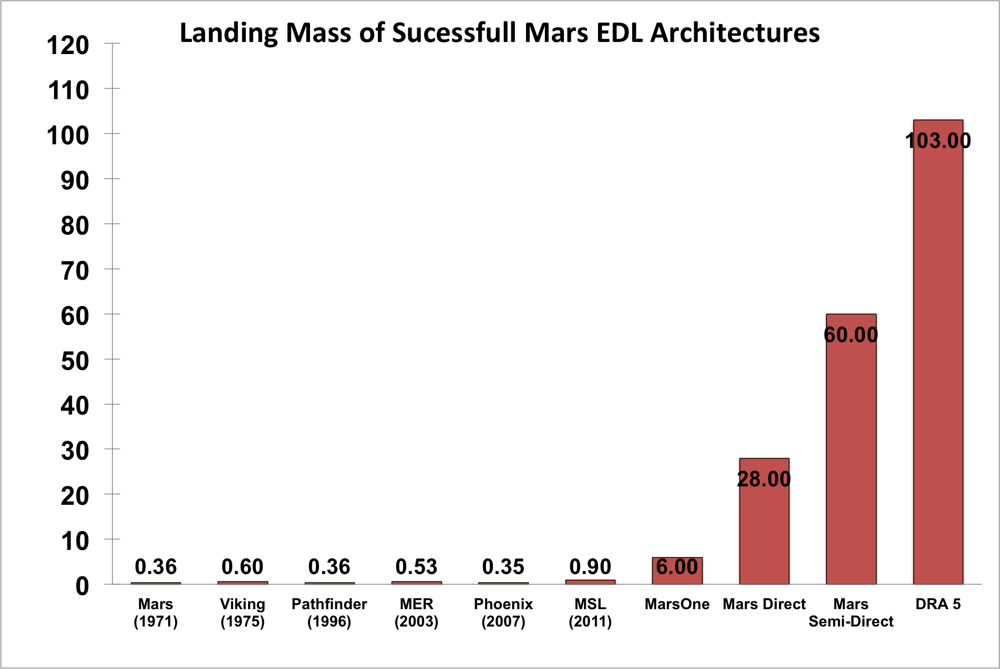 Landing Mass of Sucessfull Mars EDL Architectures
120
110
100
90
80
70
60
50
40
30
20
10
0
0.36
0.60
0.36
0.53
0.35
0.90
6.00
28.00
60.00
103.00
Mars
(1971)
Viking
(1975)
Pathfinder
(1996)
MER
(2003)
Phoenix
(2007)
MSL
(2011)
MarsOne
Mars Direct
Mars
Semi-Direct
DRA 5